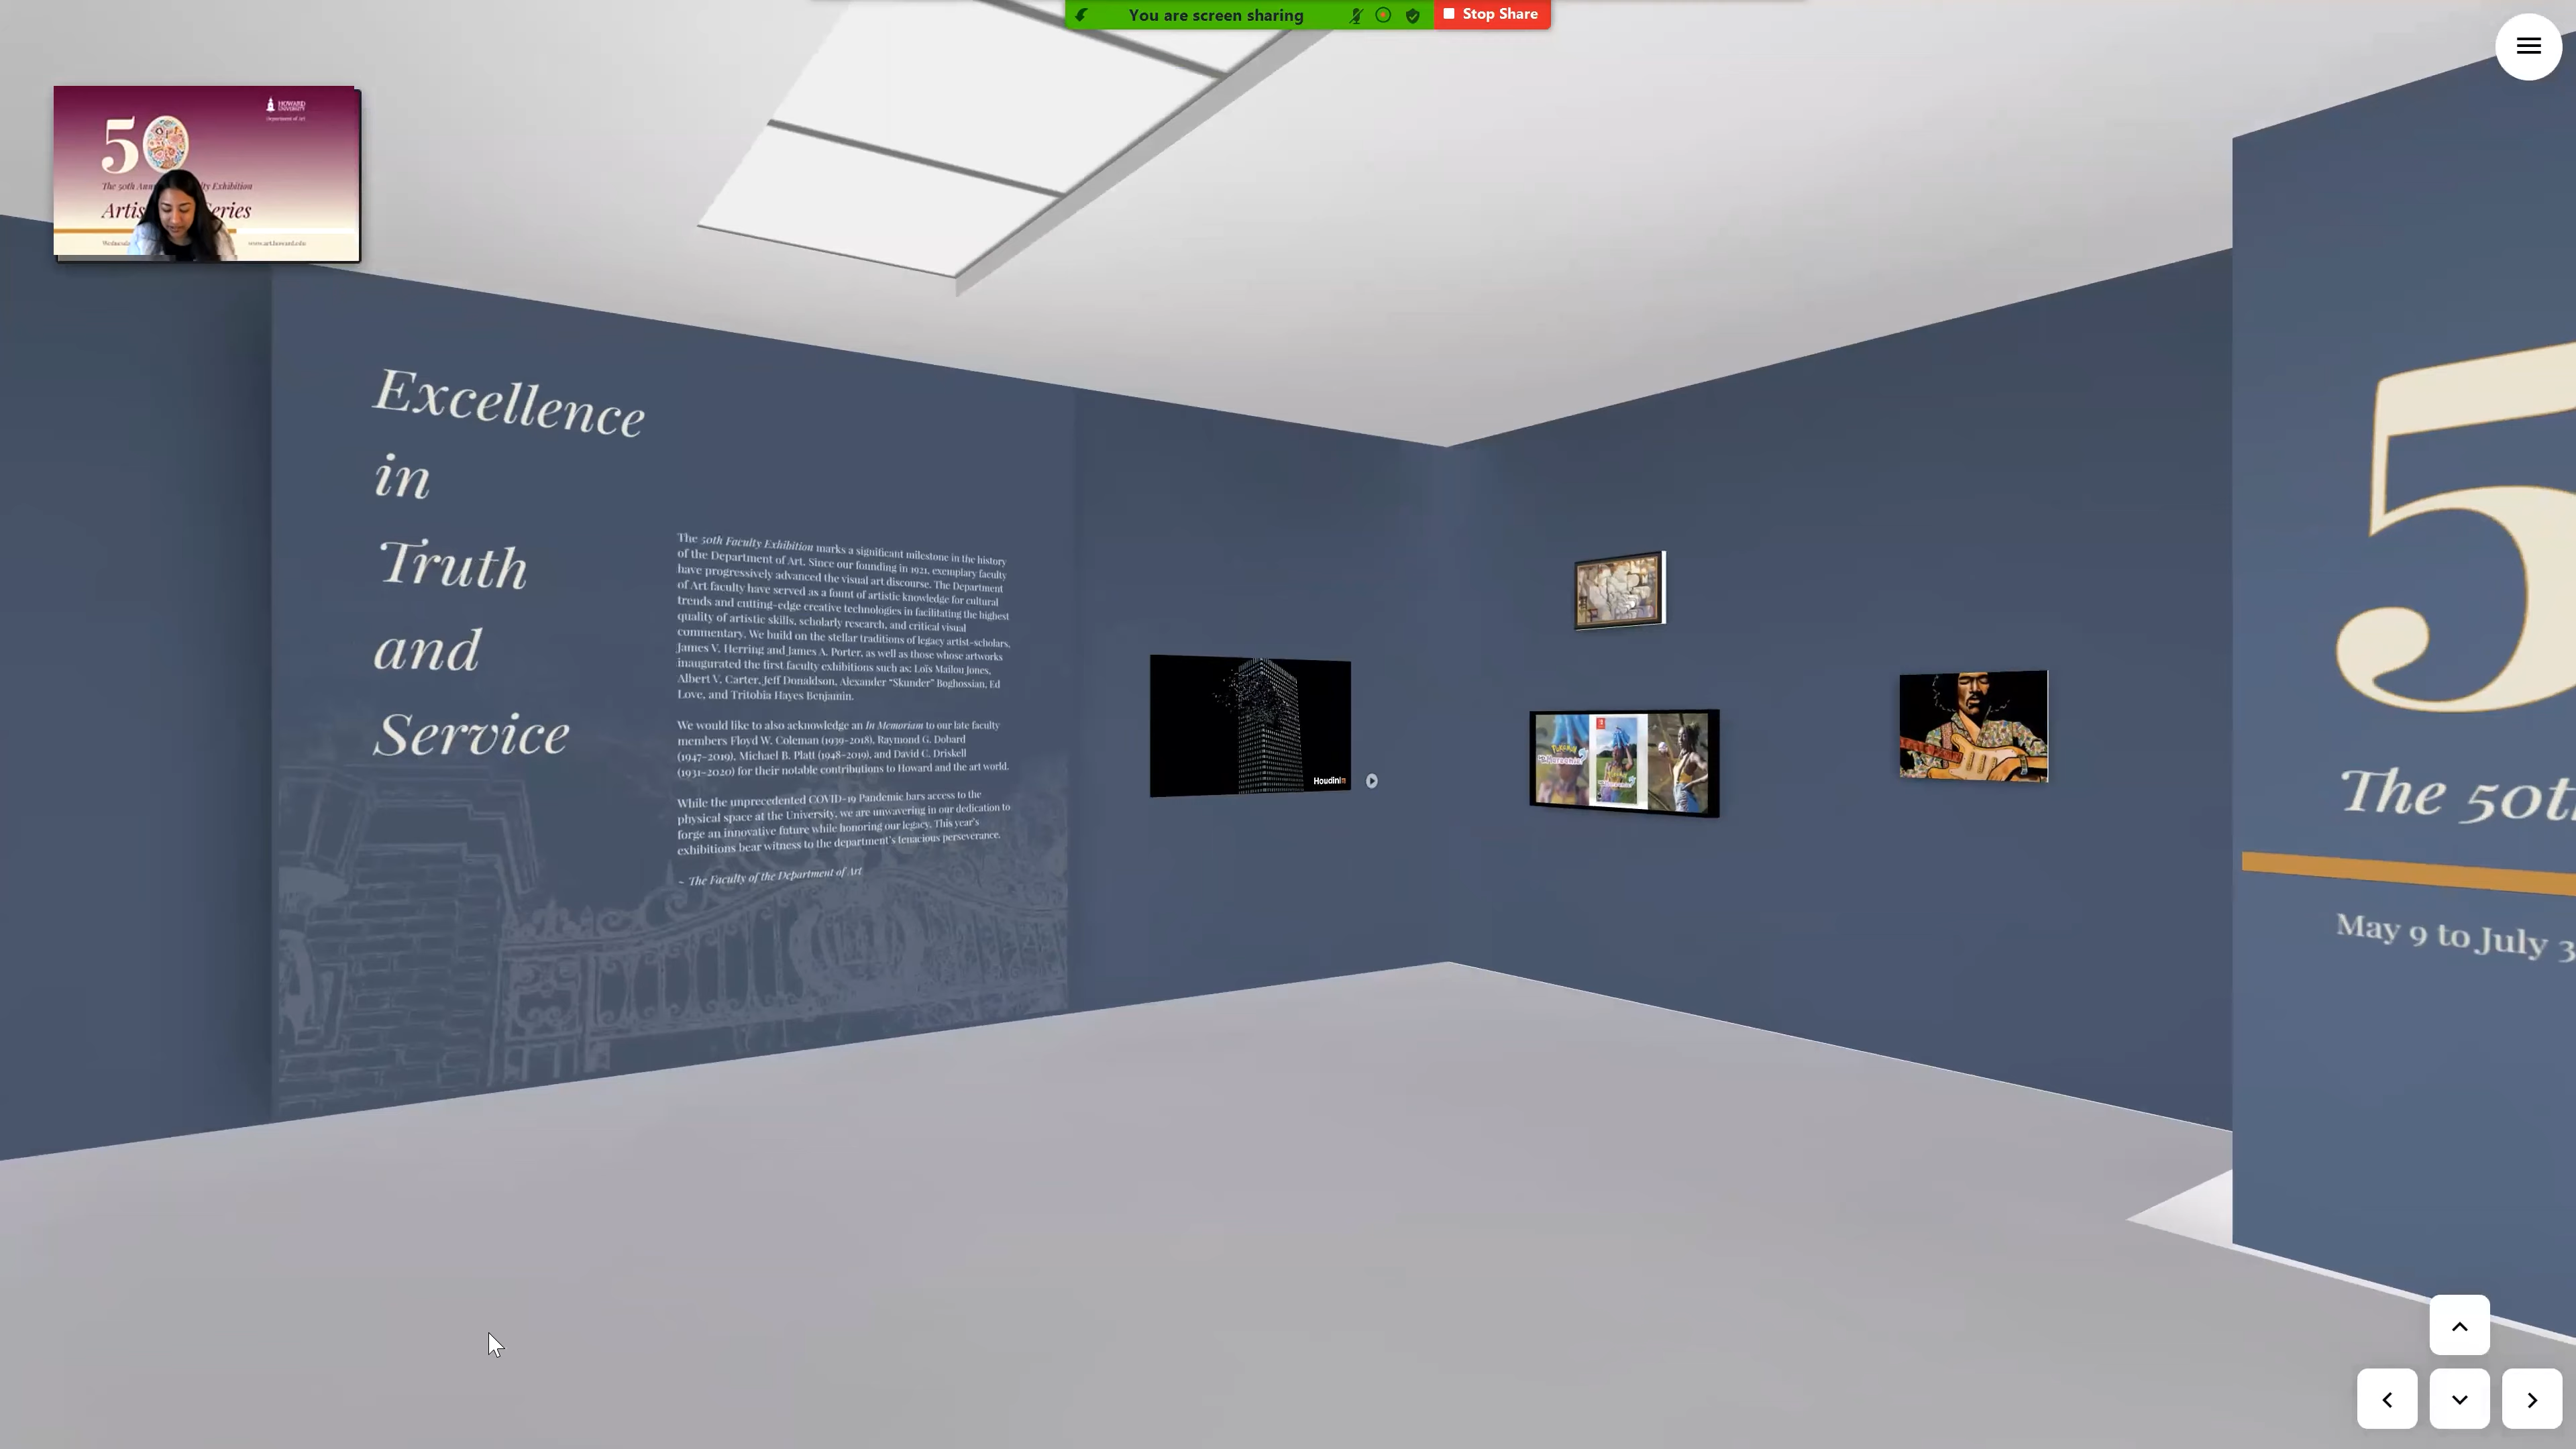 You are screen sharing
Stop Share
HOWARD
UNIVERSITY
Department of Art
50
The 50th Exhibition
www.art.howard.edu
Excellence
in
Truth
and
Service
The 50th Faculty Exhibition marks a significant milestone in the history
of the Department of Art. Since our founding in 1921, exemplary faculty
have progressively advanced the visual art discourse. The Department
of Art faculty have served as a fount of artistic knowledge for cultural
trends and cutting-edge creative technologies in facilitating the highest
quality of artistic skills, scholarly research, and critical visual
commentary. We build on the stellar traditions of legacy artist-scholars,
James V. Herring and James A. Porter, as well as those whose artworks
inaugurated the first faculty exhibitions such as: Loïs Mailou Jones,
Albert V. Carter, Jeff Donaldson, Alexander “Skunder” Boghossian, Ed
Love, and Tritobia Hayes Benjamin.
We would like to also acknowledge an In Memoriam to our late faculty
members Floyd W. Coleman (1939-2018), Raymond G. Dobard
(1947-2019), Michael B. Platt (1948-2019), and David C. Driskell
(1931-2020) for their notable contributions to Howard and the art world.
While the unprecedented COVID-19 Pandemic bars access to the
physical space at the University, we are unwavering in our dedication to
forge an innovative future while honoring our legacy. This year's
exhibitions bear witness to the department's tenacious perseverance.
~ The Faculty of the Department of Art
Houdini
5
The 50t
May 9 to July 3